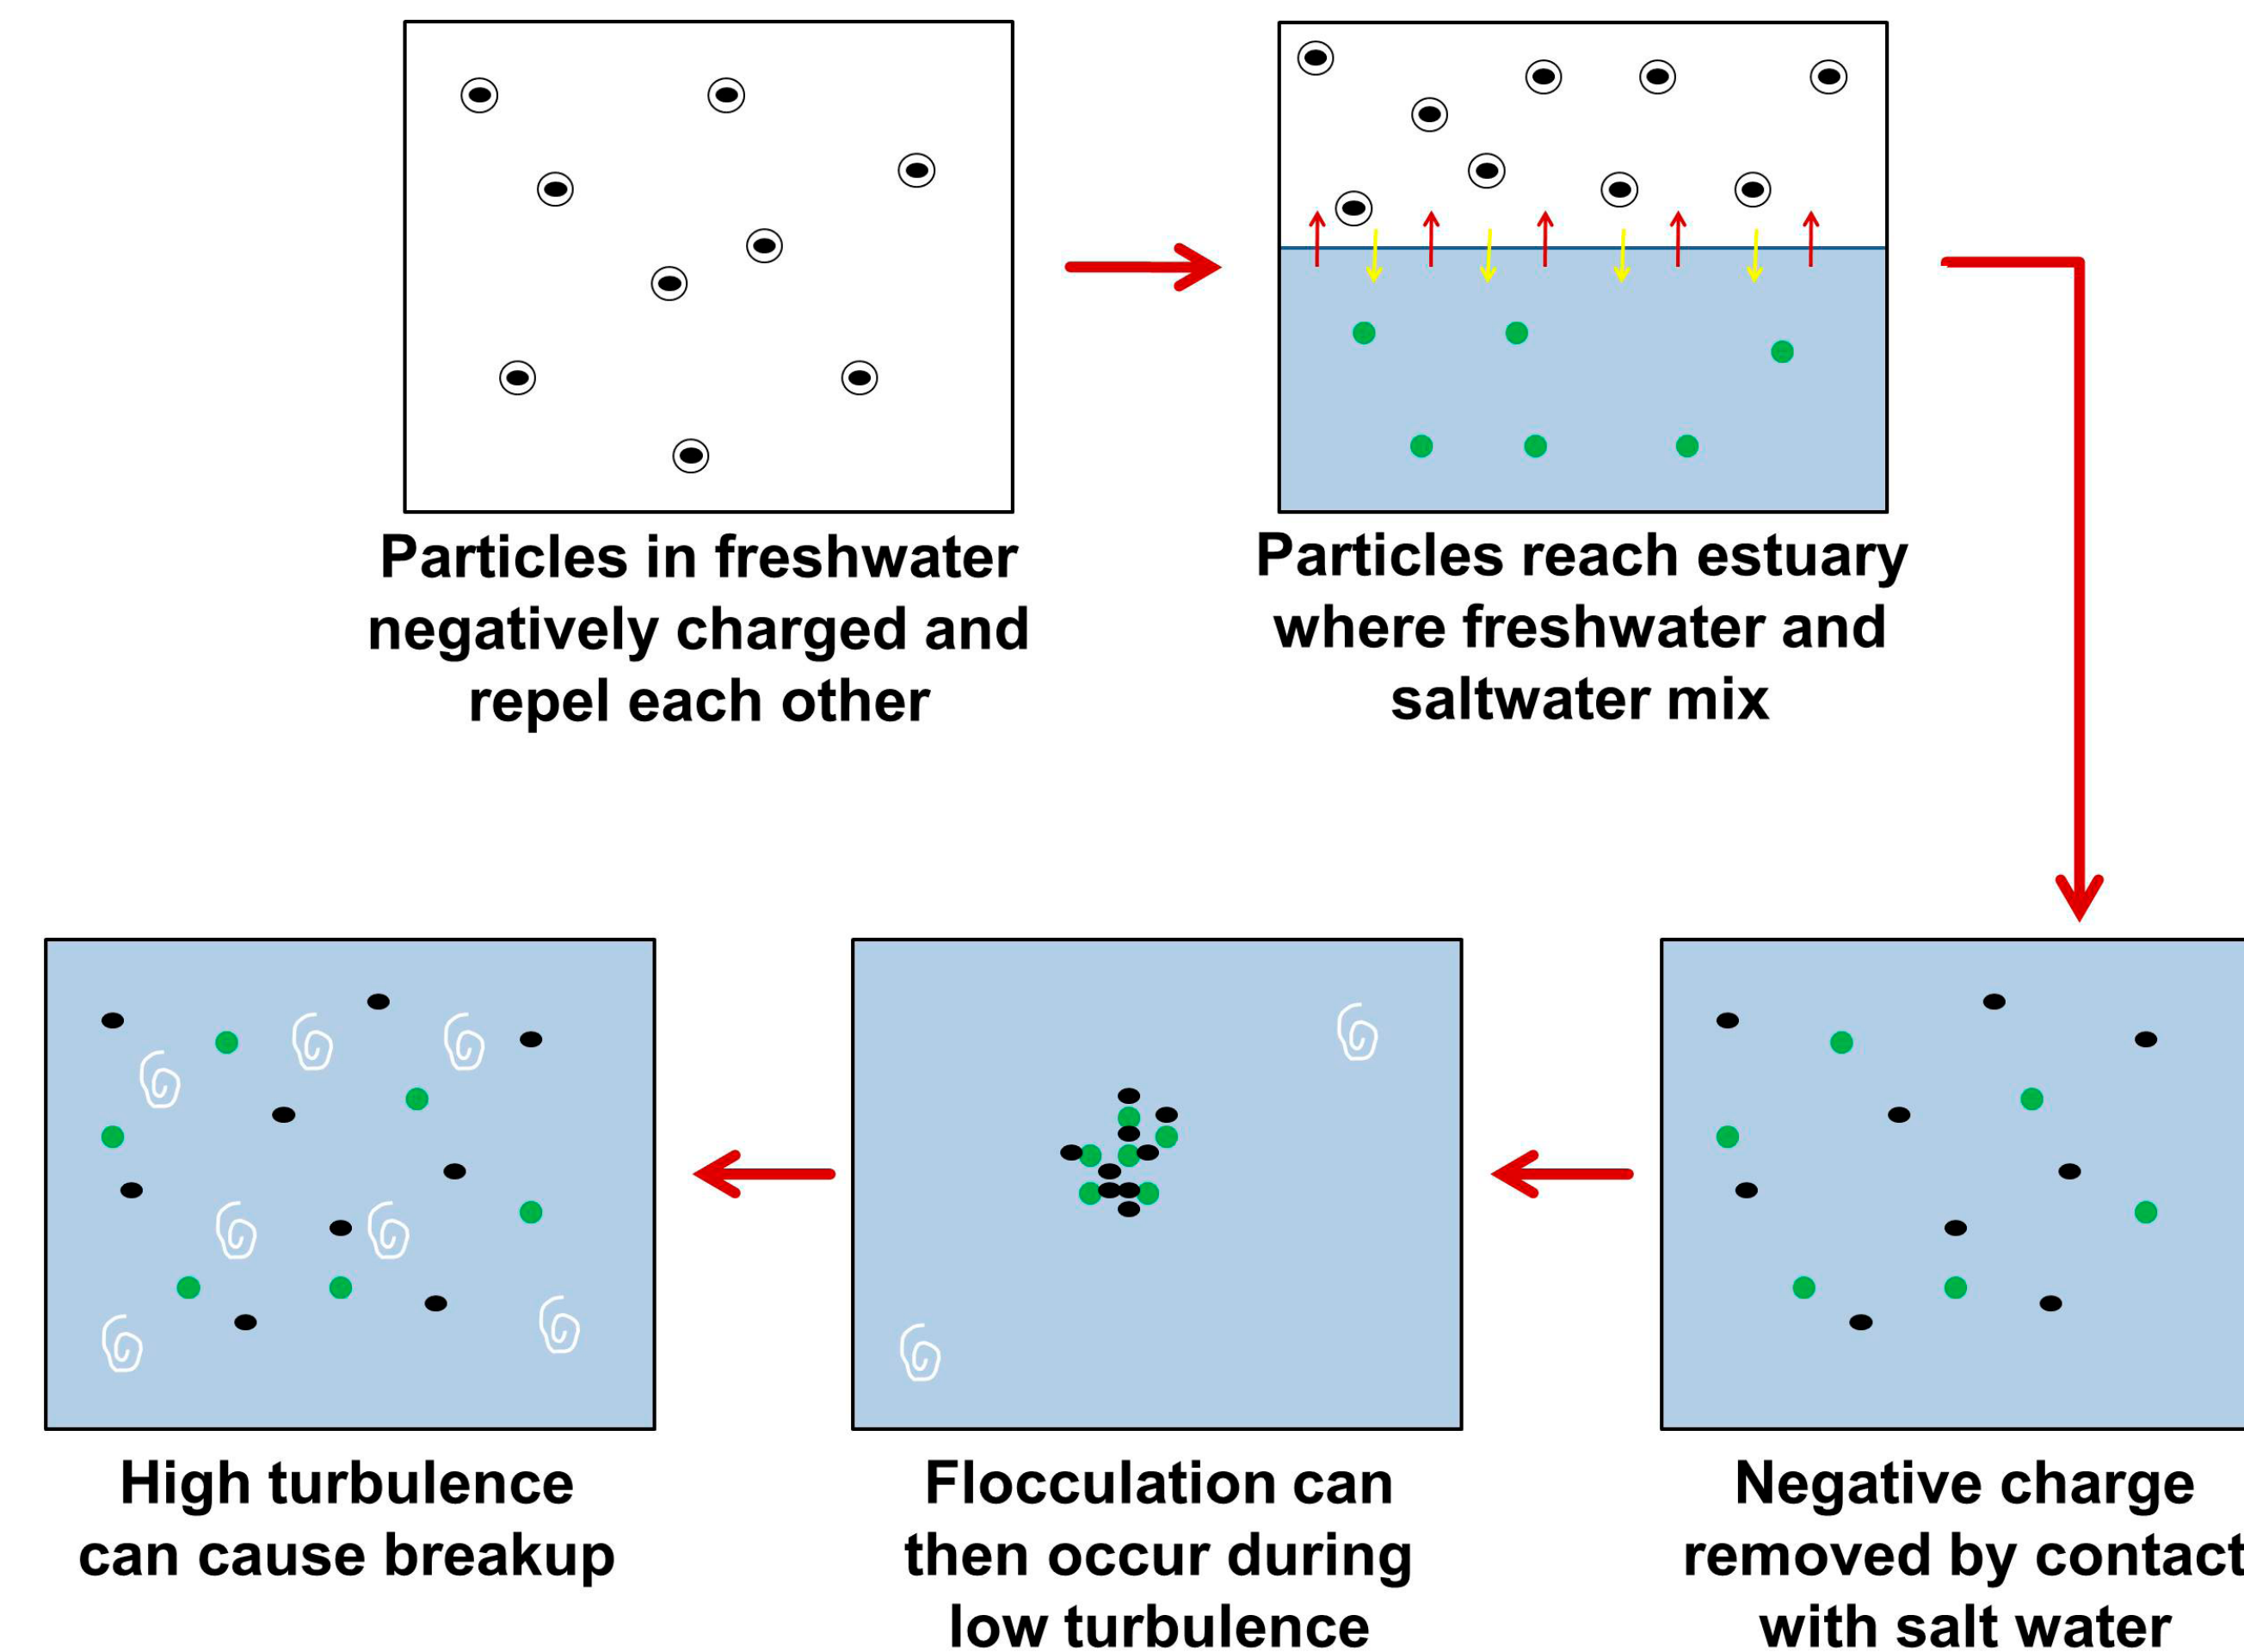 Particles in freshwater
negatively charged and
repel each other
Particles reach estuary
where freshwater and
saltwater mix
Negative charge
removed by contact
with salt water
Flocculation can
then occur during
low turbulence
High turbulence
can cause breakup